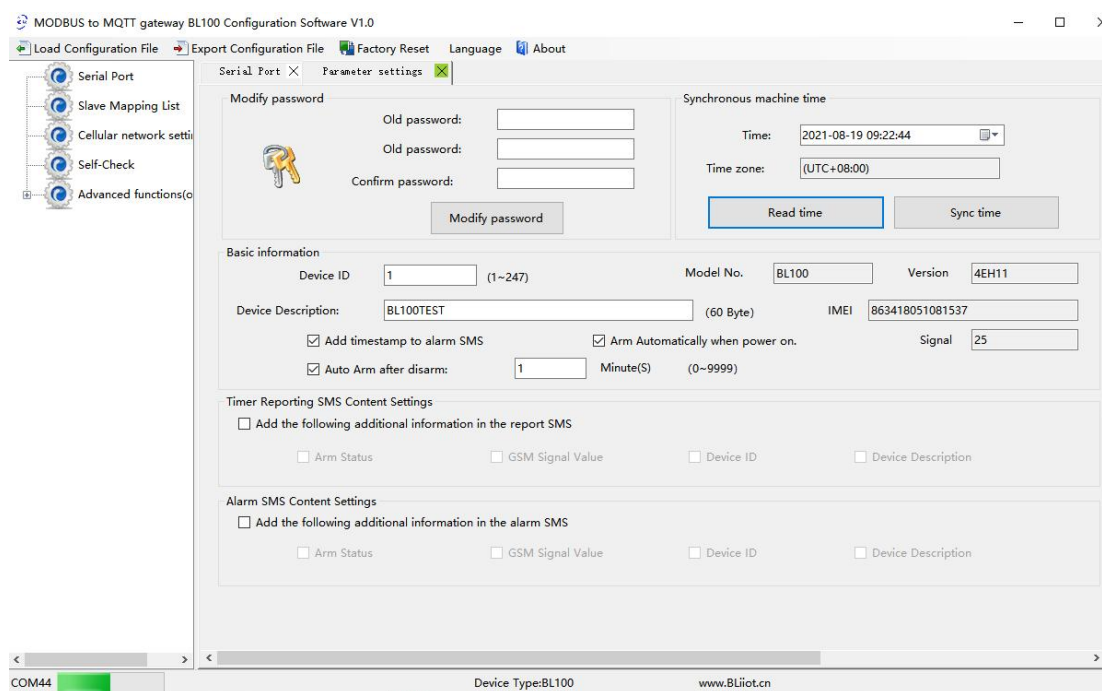 MODBUS to MQTT gateway BL100 Configuration Software V1.0
Load Configuration File Export Configuration File Factory Reset Language About
Serial Port
Slave Mapping List
Cellular network setti
Self-Check
Advanced functions(o
Serial Port Parameter settings
Modify password
Old password:
Old password:
Confirm password:
Modify password
Synchronous machine time
Time: 2021-08-19 09:22:44
Time zone: (UTC+08:00)
Read time Sync time
Basic information
Device ID 1 (1~247) Model No. BL100 Version 4EH11
Device Description: BL100TEST (60 Byte) IMEI 863418051081537
Add timestamp to alarm SMS Arm Automatically when power on. Signal 25
Auto Arm after disarm: 1 Minute(S) (0~9999)
Timer Reporting SMS Content Settings
Add the following additional information in the report SMS
Arm Status GSM Signal Value Device ID Device Description
Alarm SMS Content Settings
Add the following additional information in the alarm SMS
Arm Status GSM Signal Value Device ID Device Description
COM44 Device Type:BL100 www.BLiiot.cn